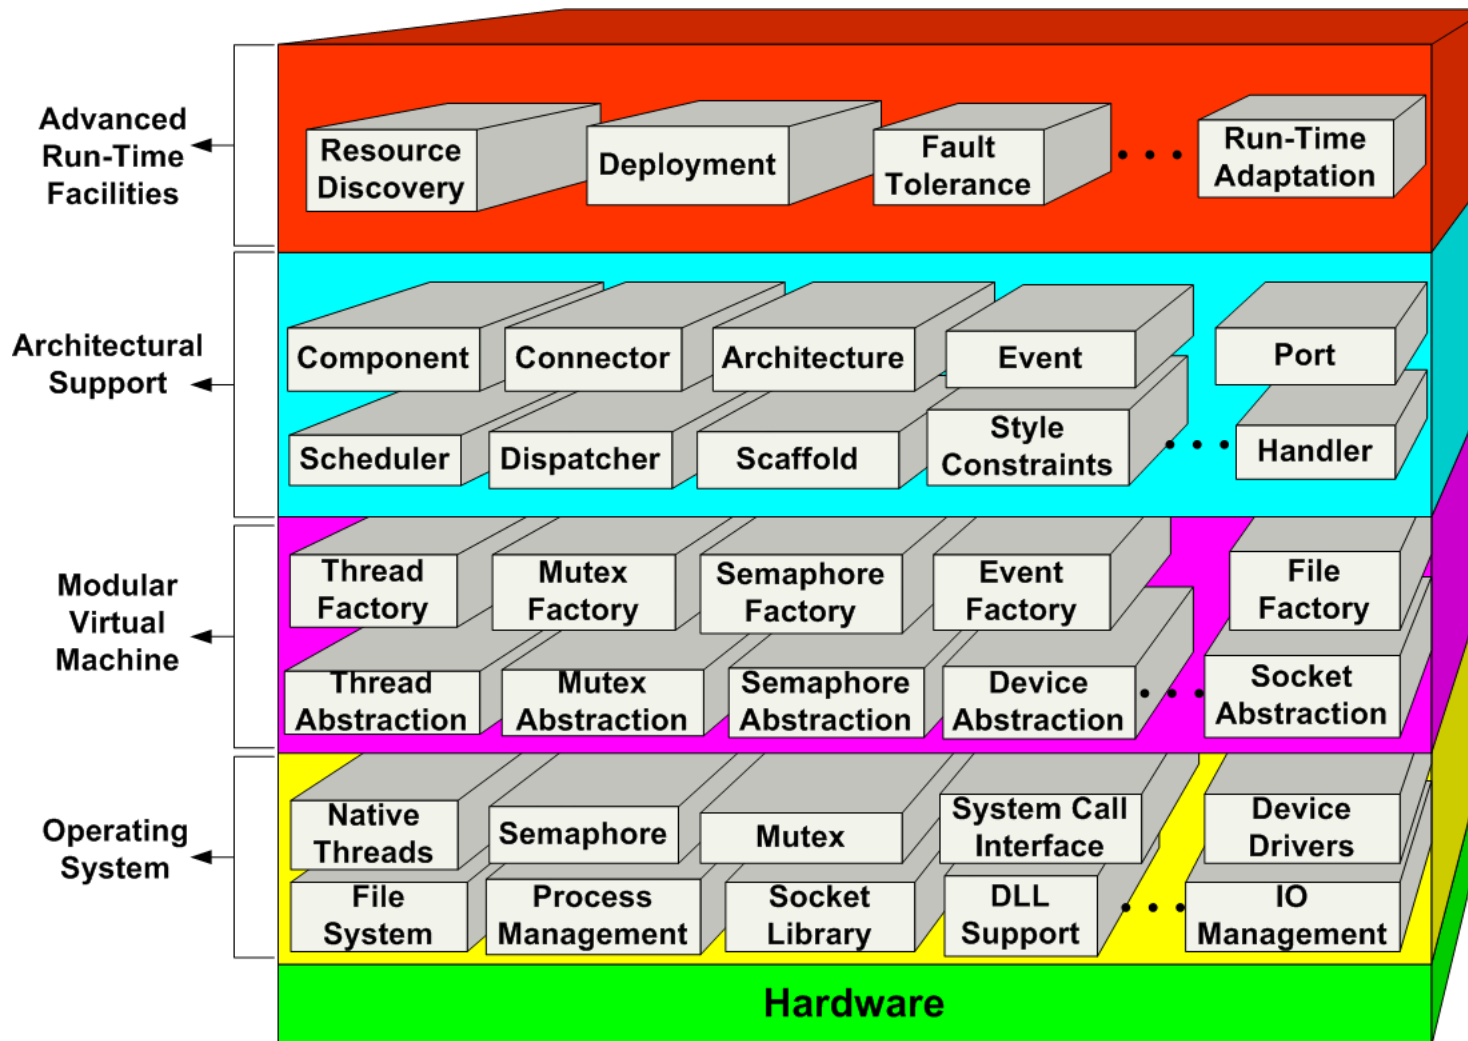 Advanced
Run-Time
Facilities
Resource
Discovery
Deployment
Fault
Tolerance
Run-Time
Adaptation
Architectural
Support
Component
Connector
Architecture
Event
Port
Scheduler
Dispatcher
Scaffold
Style
Constraints
Handler
Modular
Virtual
Machine
Thread
Factory
Mutex
Factory
Semaphore
Factory
Event
Factory
File
Factory
Thread
Abstraction
Mutex
Abstraction
Semaphore
Abstraction
Device
Abstraction
Socket
Abstraction
Operating
System
Native
Threads
Semaphore
Mutex
System Call
Interface
Device
Drivers
File
System
Process
Management
Socket
Library
DLL
Support
IO
Management
Hardware